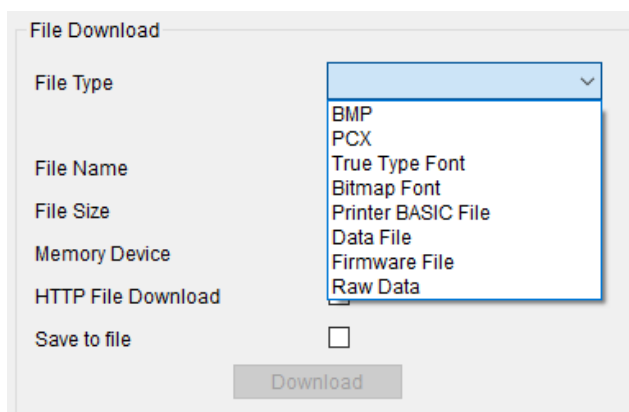 File Download
File Type
BMP
PCX
True Type Font
Bitmap Font
File Name
Printer BASIC File
File Size
Data File
Memory Device
Firmware File
HTTP File Download
Raw Data
Save to file
Download